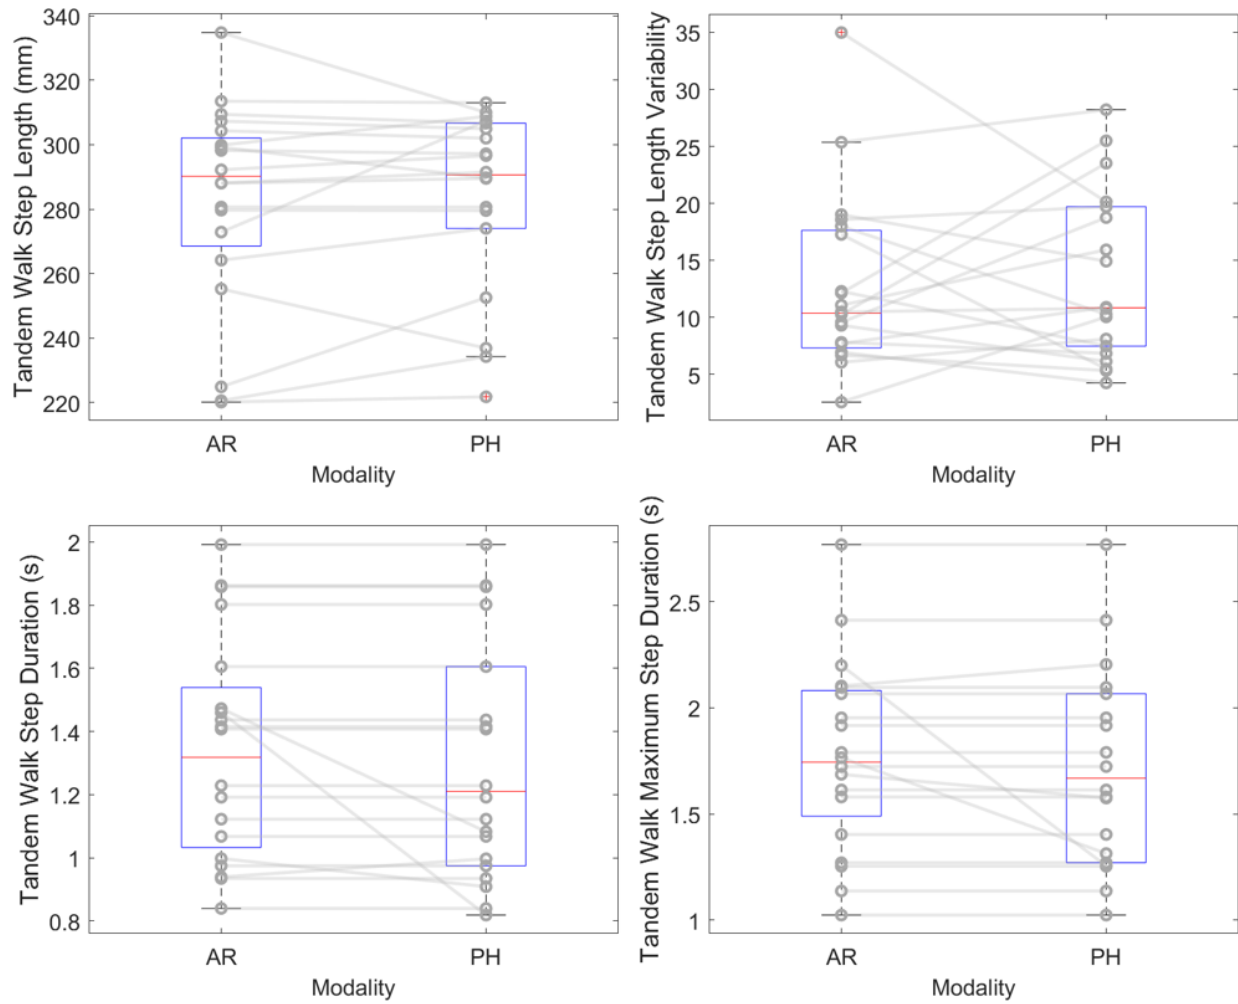 Tandem Walk Step Length (mm)
340
320
300
280
260
240
220
AR
PH
Modality
Tandem Walk Step Length Variability
35
30
25
20
15
10
5
AR
PH
Modality
Tandem Walk Step Duration (s)
2
1.8
1.6
1.4
1.2
1
0.8
AR
PH
Modality
Tandem Walk Maximum Step Duration (s)
2.5
2
1.5
1
AR
PH
Modality